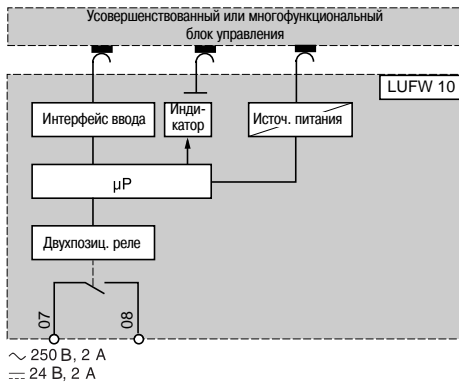 Усовершенствованный или многофункциональный
блок управления
LUFW 10
Интерфейс ввода
Инди-
катор
Источ. питания
µP
Двухпозиц. реле
07
08
~ 250 В, 2 А
⎓ 24 В, 2 А